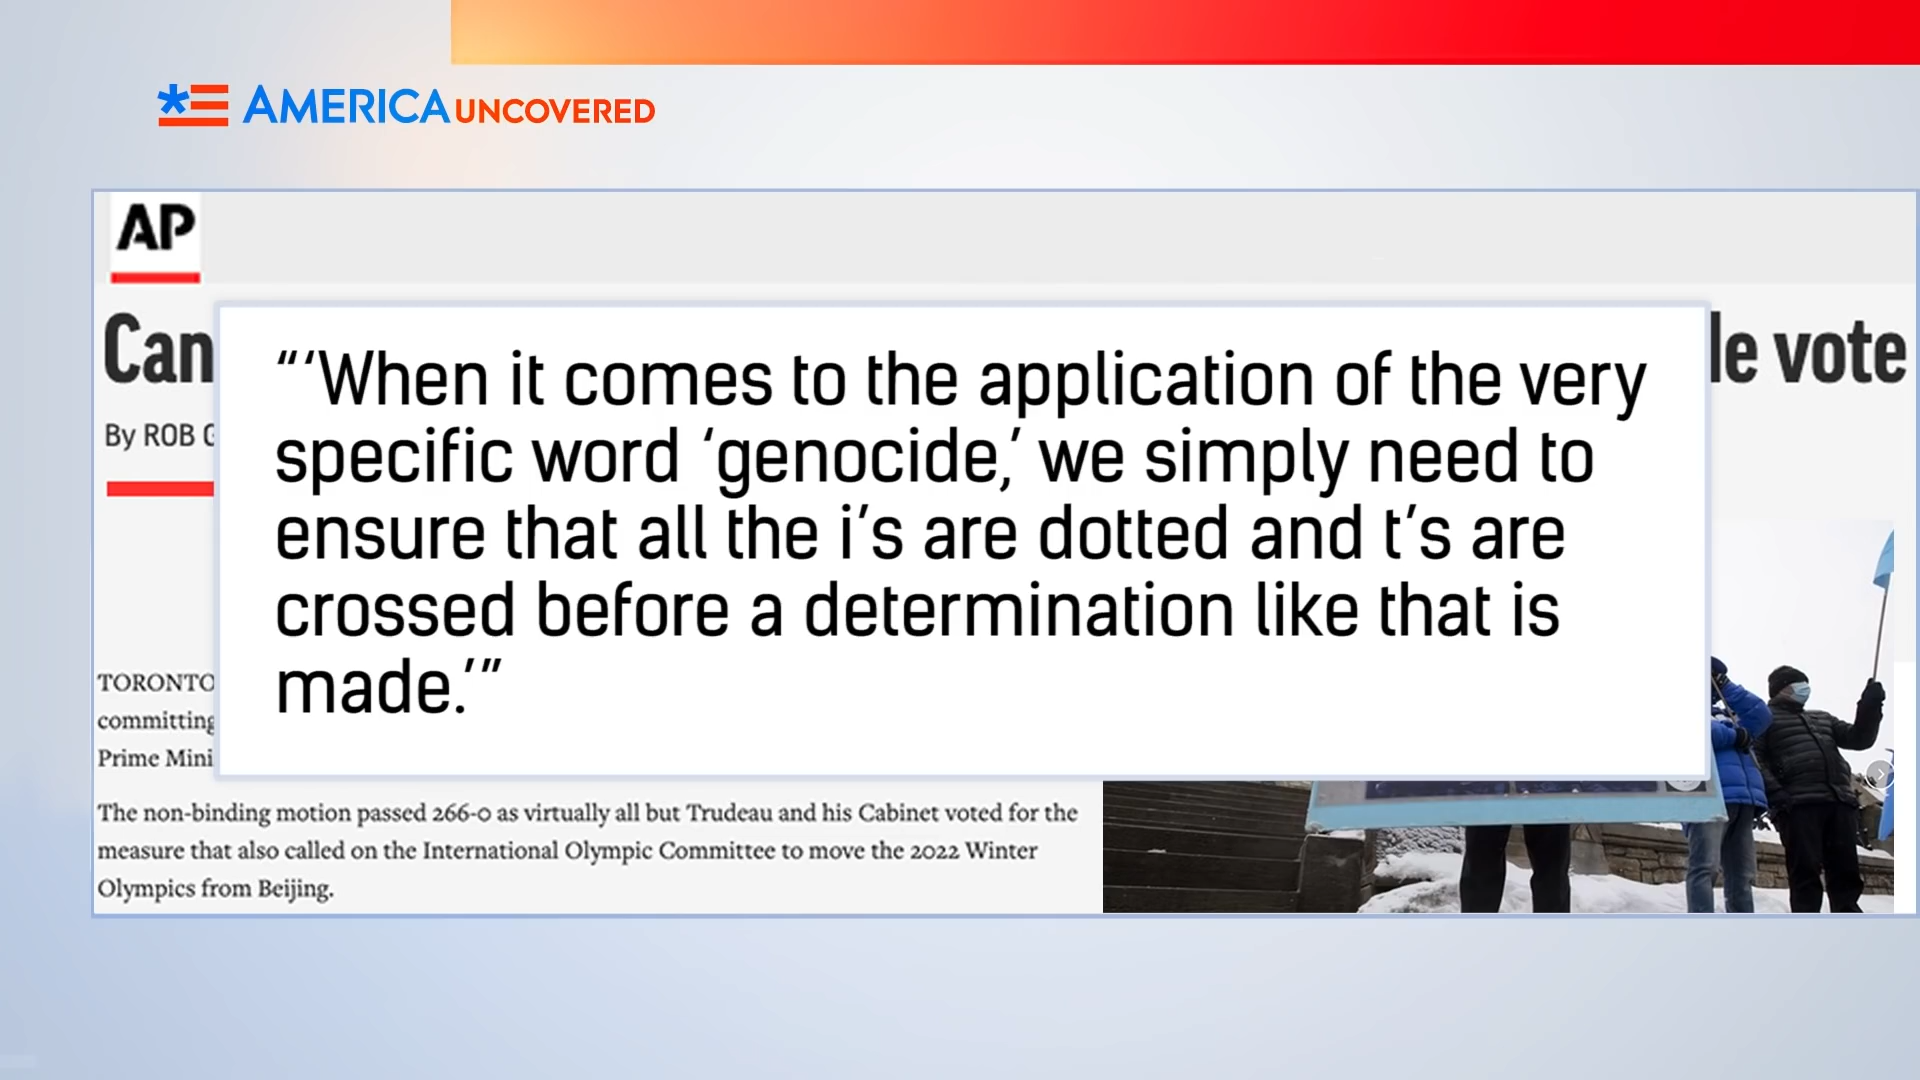 AMERICA UNCOVERED
AP
Can
le vote
By ROB
“‘When it comes to the application of the very
specific word ‘genocide,’ we simply need to
ensure that all the i’s are dotted and t’s are
crossed before a determination like that is
made.’”
TORONTO
committing
Prime Mini
The non-binding motion passed 266-0 as virtually all but Trudeau and his Cabinet voted for the
measure that also called on the International Olympic Committee to move the 2022 Winter
Olympics from Beijing.